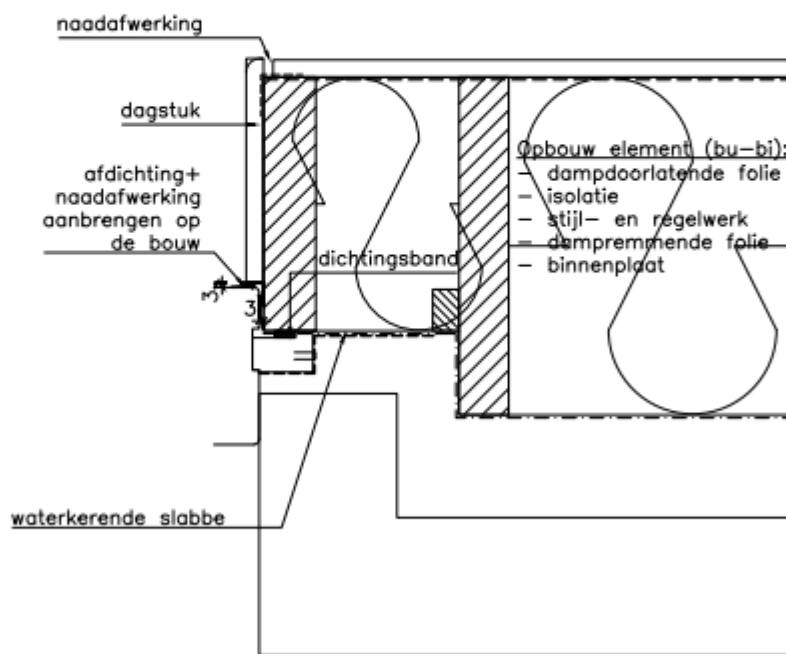 naadafwerking
dagstuk
afdichting+
naadafwerking
aanbrengen op
de bouw
Opbouw element (bu-bi):
- dampdoorlatende folie
- isolatie
- stijl- en regelwerk
- dampremmende folie
- binnenplaat
dichtingsband
3
3
waterkerende slabbe